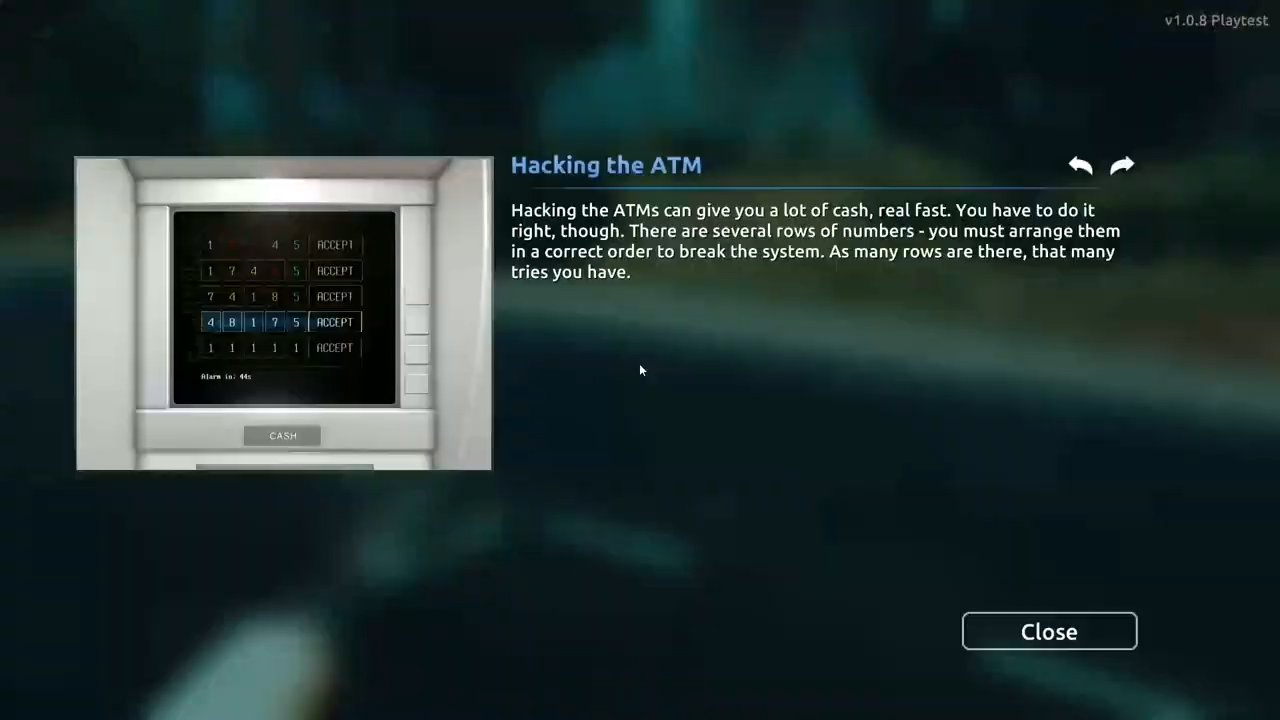 v1.0.8 Playtest
Hacking the ATM
Hacking the ATMs can give you a lot of cash, real fast. You have to do it
right, though. There are several rows of numbers - you must arrange them
in a correct order to break the system. As many rows are there, that many
tries you have.
1 4 5 ACCEPT
1 7 4 5 ACCEPT
7 4 1 8 5 ACCEPT
4 8 1 7 5 ACCEPT
1 1 1 1 1 ACCEPT
Alarm in: 44s
CASH
Close